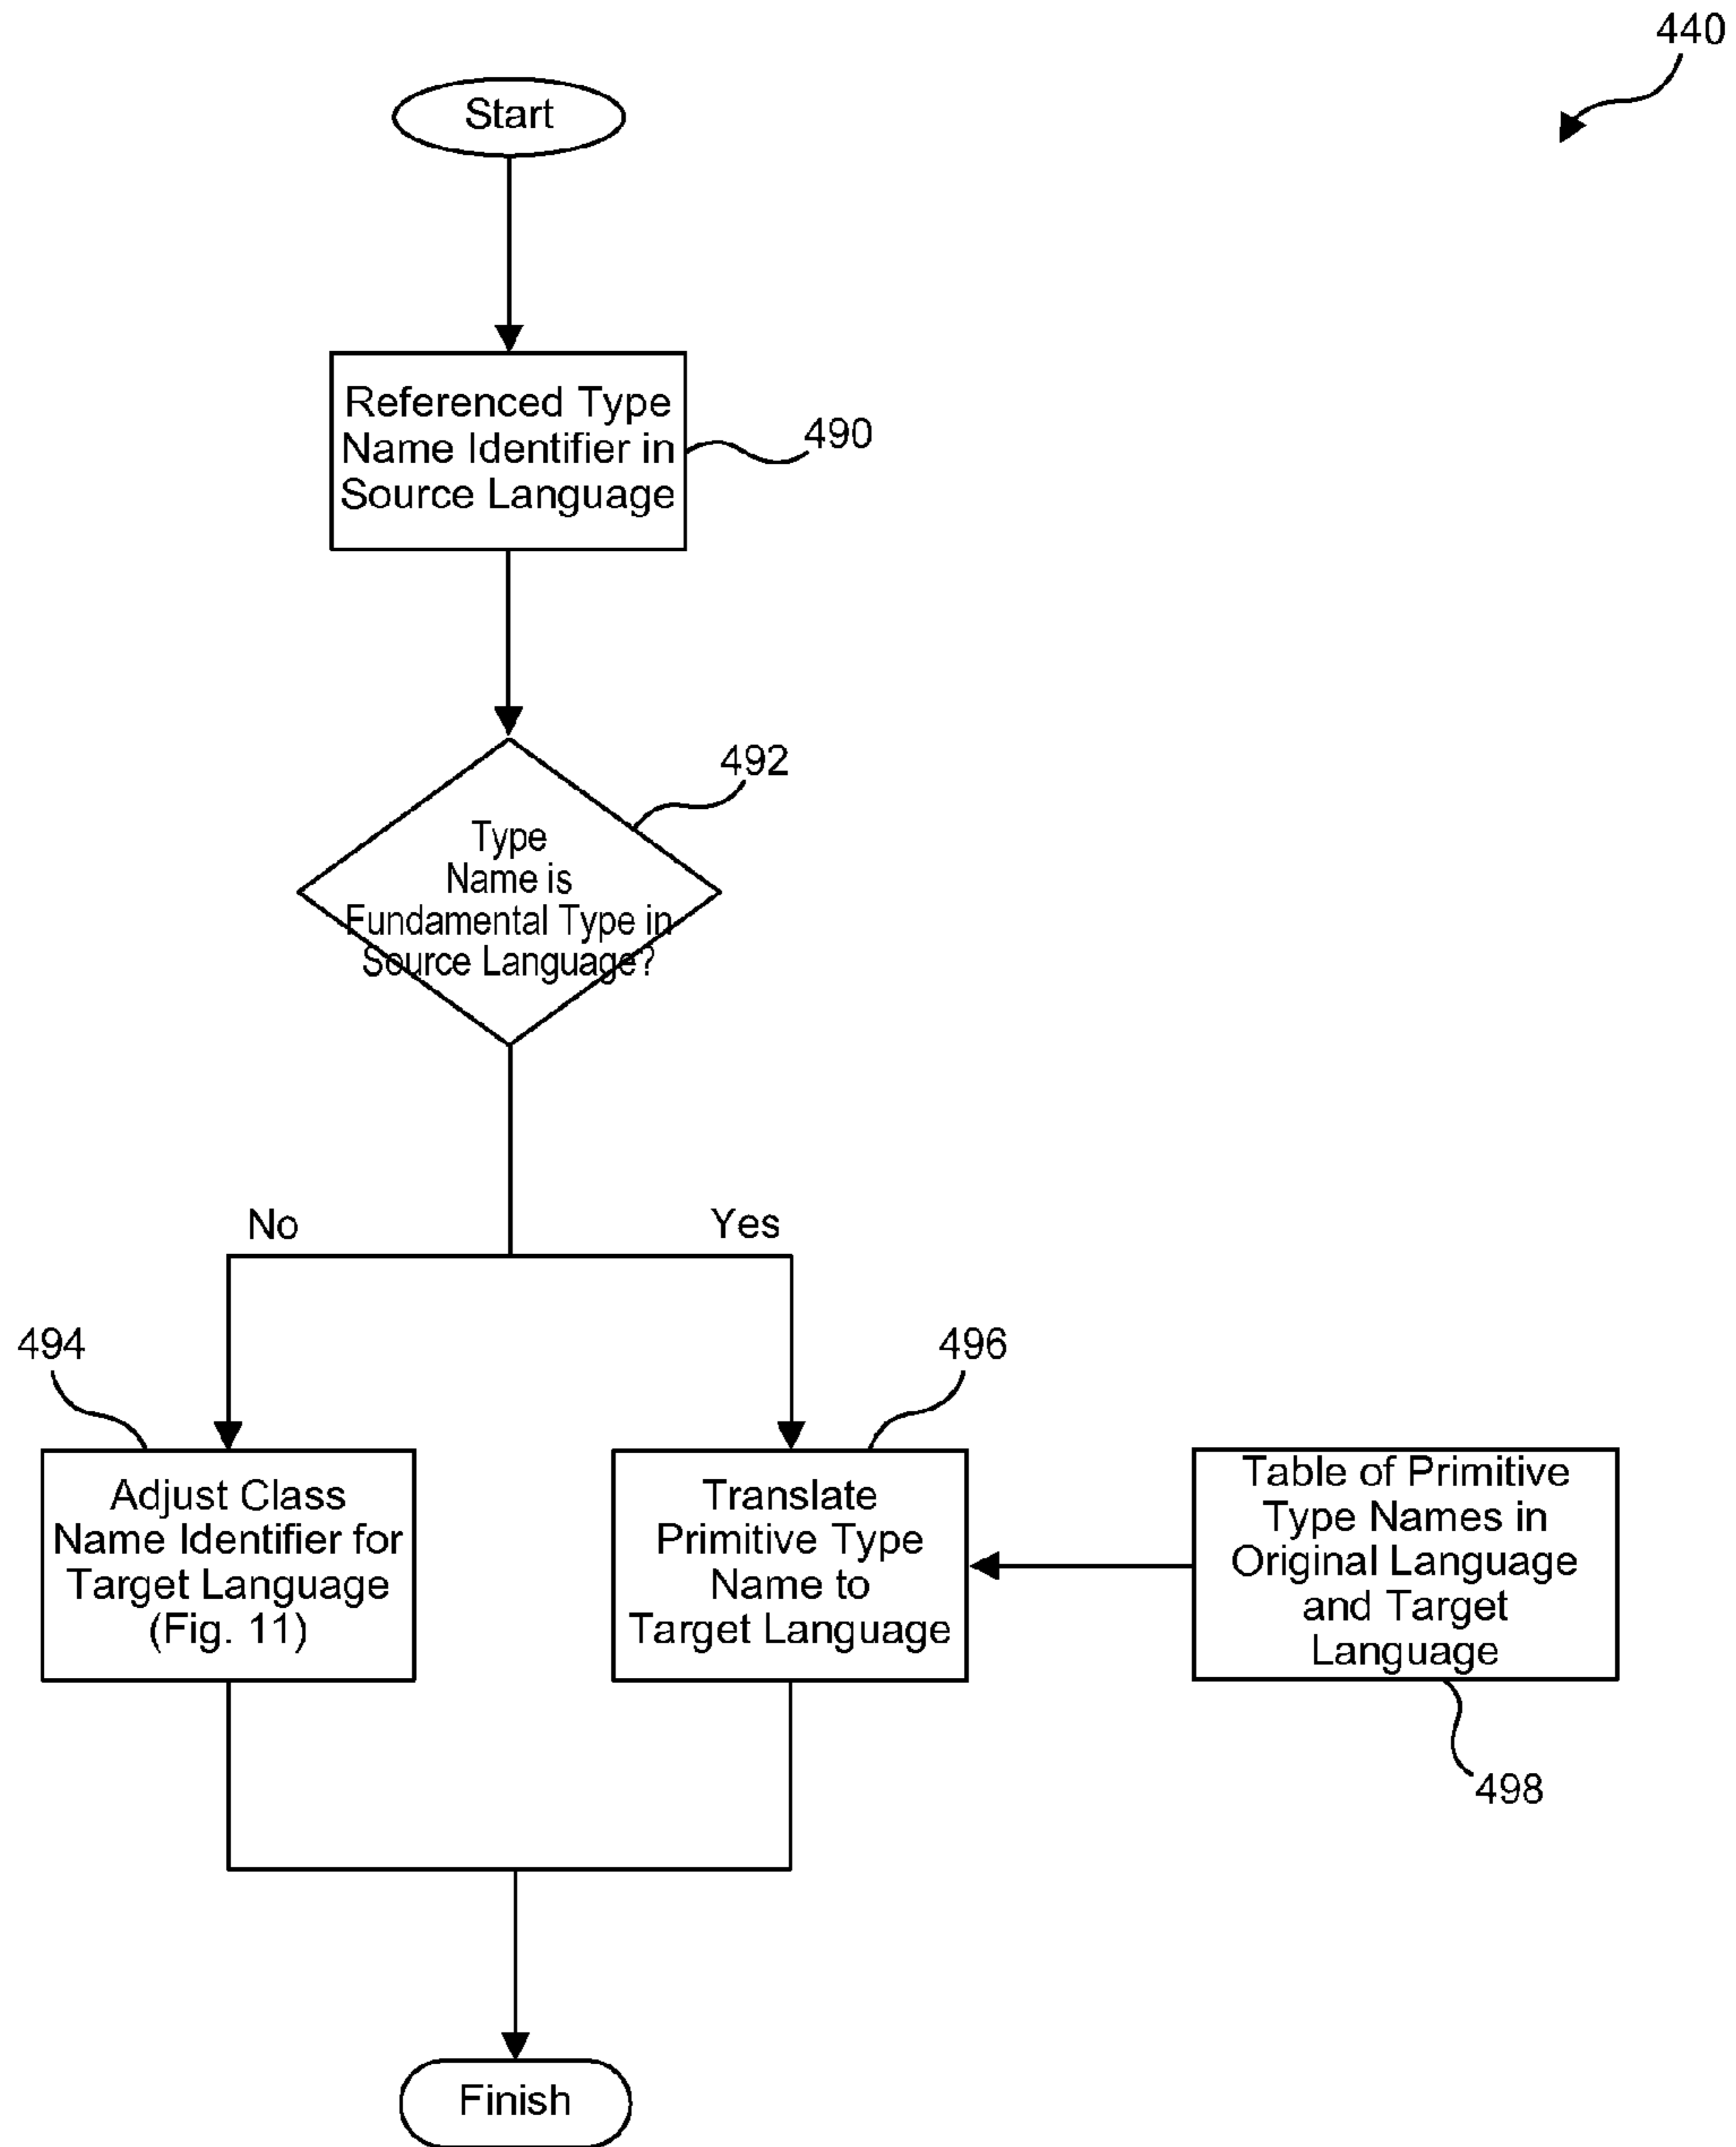 440
Start
Referenced Type
Name Identifier in
Source Language
490
492
Type
Name is
Fundamental Type in
Source Language?
No
Yes
494
496
Adjust Class
Name Identifier for
Target Language
(Fig. 11)
Translate
Primitive Type
Name to
Target Language
Table of Primitive
Type Names in
Original Language
and Target
Language
498
Finish